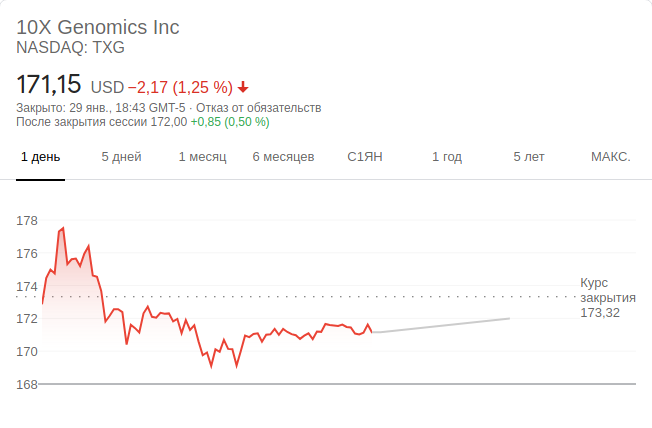 10X Genomics Inc
NASDAQ: TXG
171,15 USD −2,17 (1,25 %)
Закрыто: 29 янв., 18:43 GMT-5 · Отказ от обязательств
После закрытия сессии 172,00 +0,85 (0,50 %)
1 день 5 дней 1 месяц 6 месяцев С1ЯН 1 год 5 лет МАКС.
178
176
174
172
170
168
Курс
закрытия
173,32